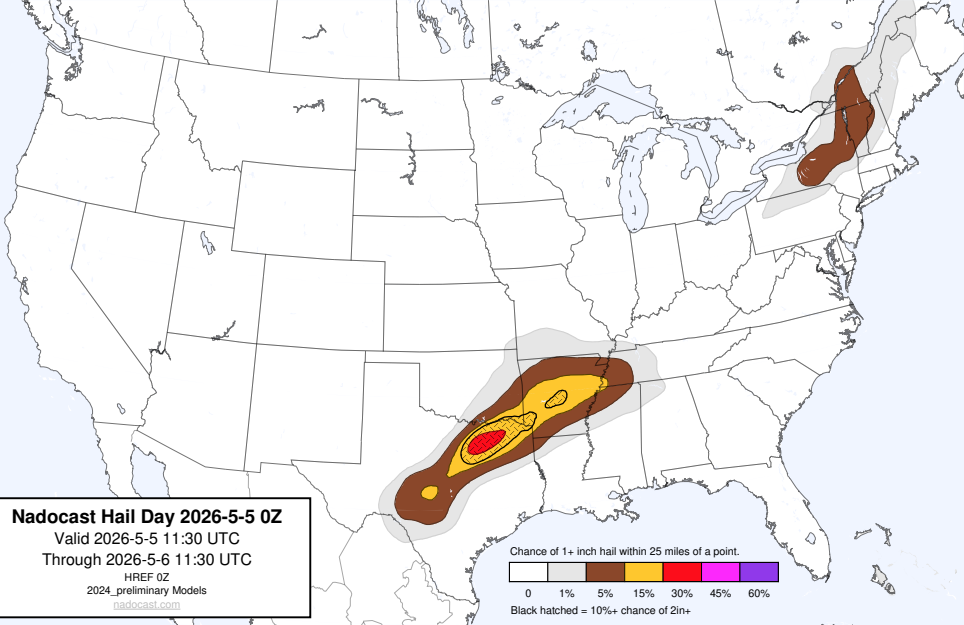 Nadocast Hail Day 2026-5-5 0Z
Valid 2026-5-5 11:30 UTC
Through 2026-5-6 11:30 UTC
HREF 0Z
2024_preliminary Models
nadocast.com
Chance of 1+ inch hail within 25 miles of a point.
0 1% 5% 15% 30% 45% 60%
Black hatched = 10%+ chance of 2in+